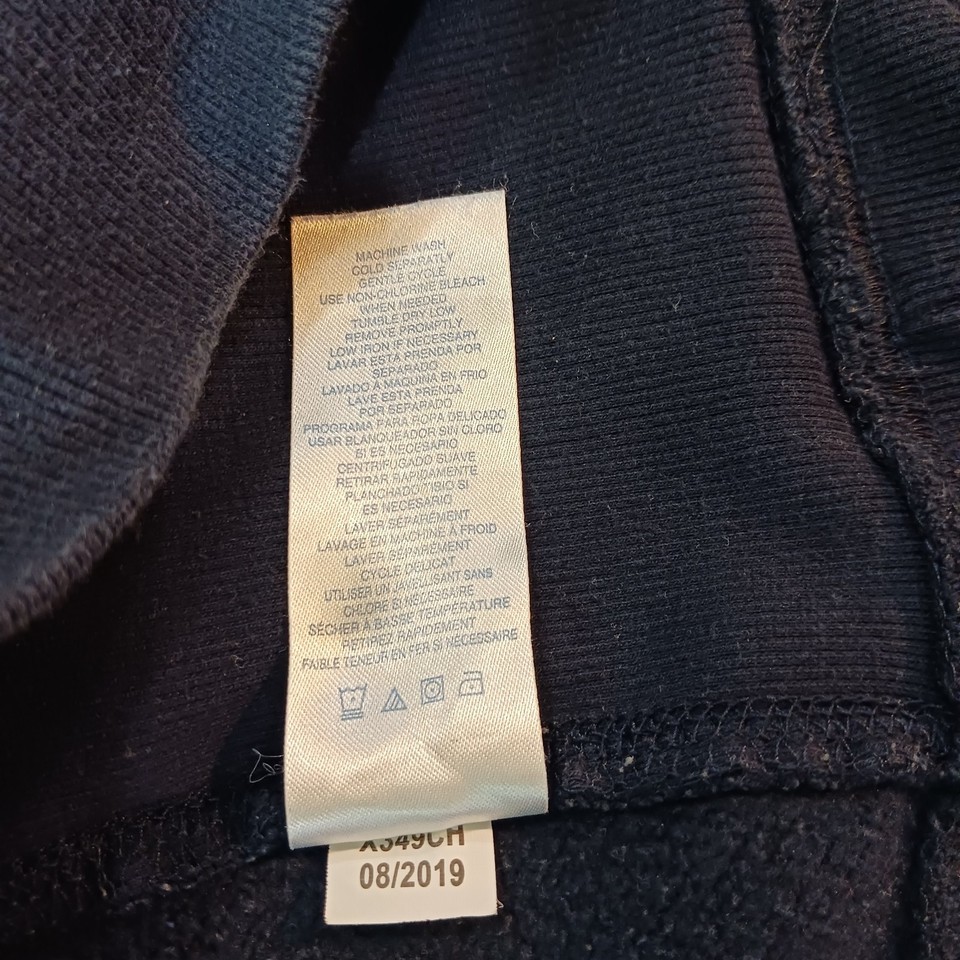 MACHINE WASH
COLD SEPARATLY
GENTLE CYCLE
USE NON-CHLORINE BLEACH
WHEN NEEDED
TUMBLE DRY LOW
REMOVE PROMPTLY
LOW IRON IF NECESSARY
LAVAR ESTA PRENDA POR
SEPARADO
LAVADO A MAQUINA EN FRIO
LAVE ESTA PRENDA
POR SEPARADO
PROGRAMA PARA ROPA DELICADO
USAR BLANQUEADOR SIN CLORO
SI ES NECESARIO
CENTRIFUGADO SUAVE
RETIRAR RAPIDAMENTE
PLANCHADO TIBIO SI
ES NECESARIO
LAVER SÉPARÉMENT
LAVAGE EN MACHINE A FROID
LAVER SÉPARÉMENT
CYCLE DÉLICAT
UTILISER UN JAVELLISANT SANS
CHLORE SI NÉCESSAIRE
SÉCHER À BASSE TEMPÉRATURE
RETIREZ RAPIDEMENT
FAIBLE TENEUR EN FER SI NECESSAIRE
X349CH
08/2019